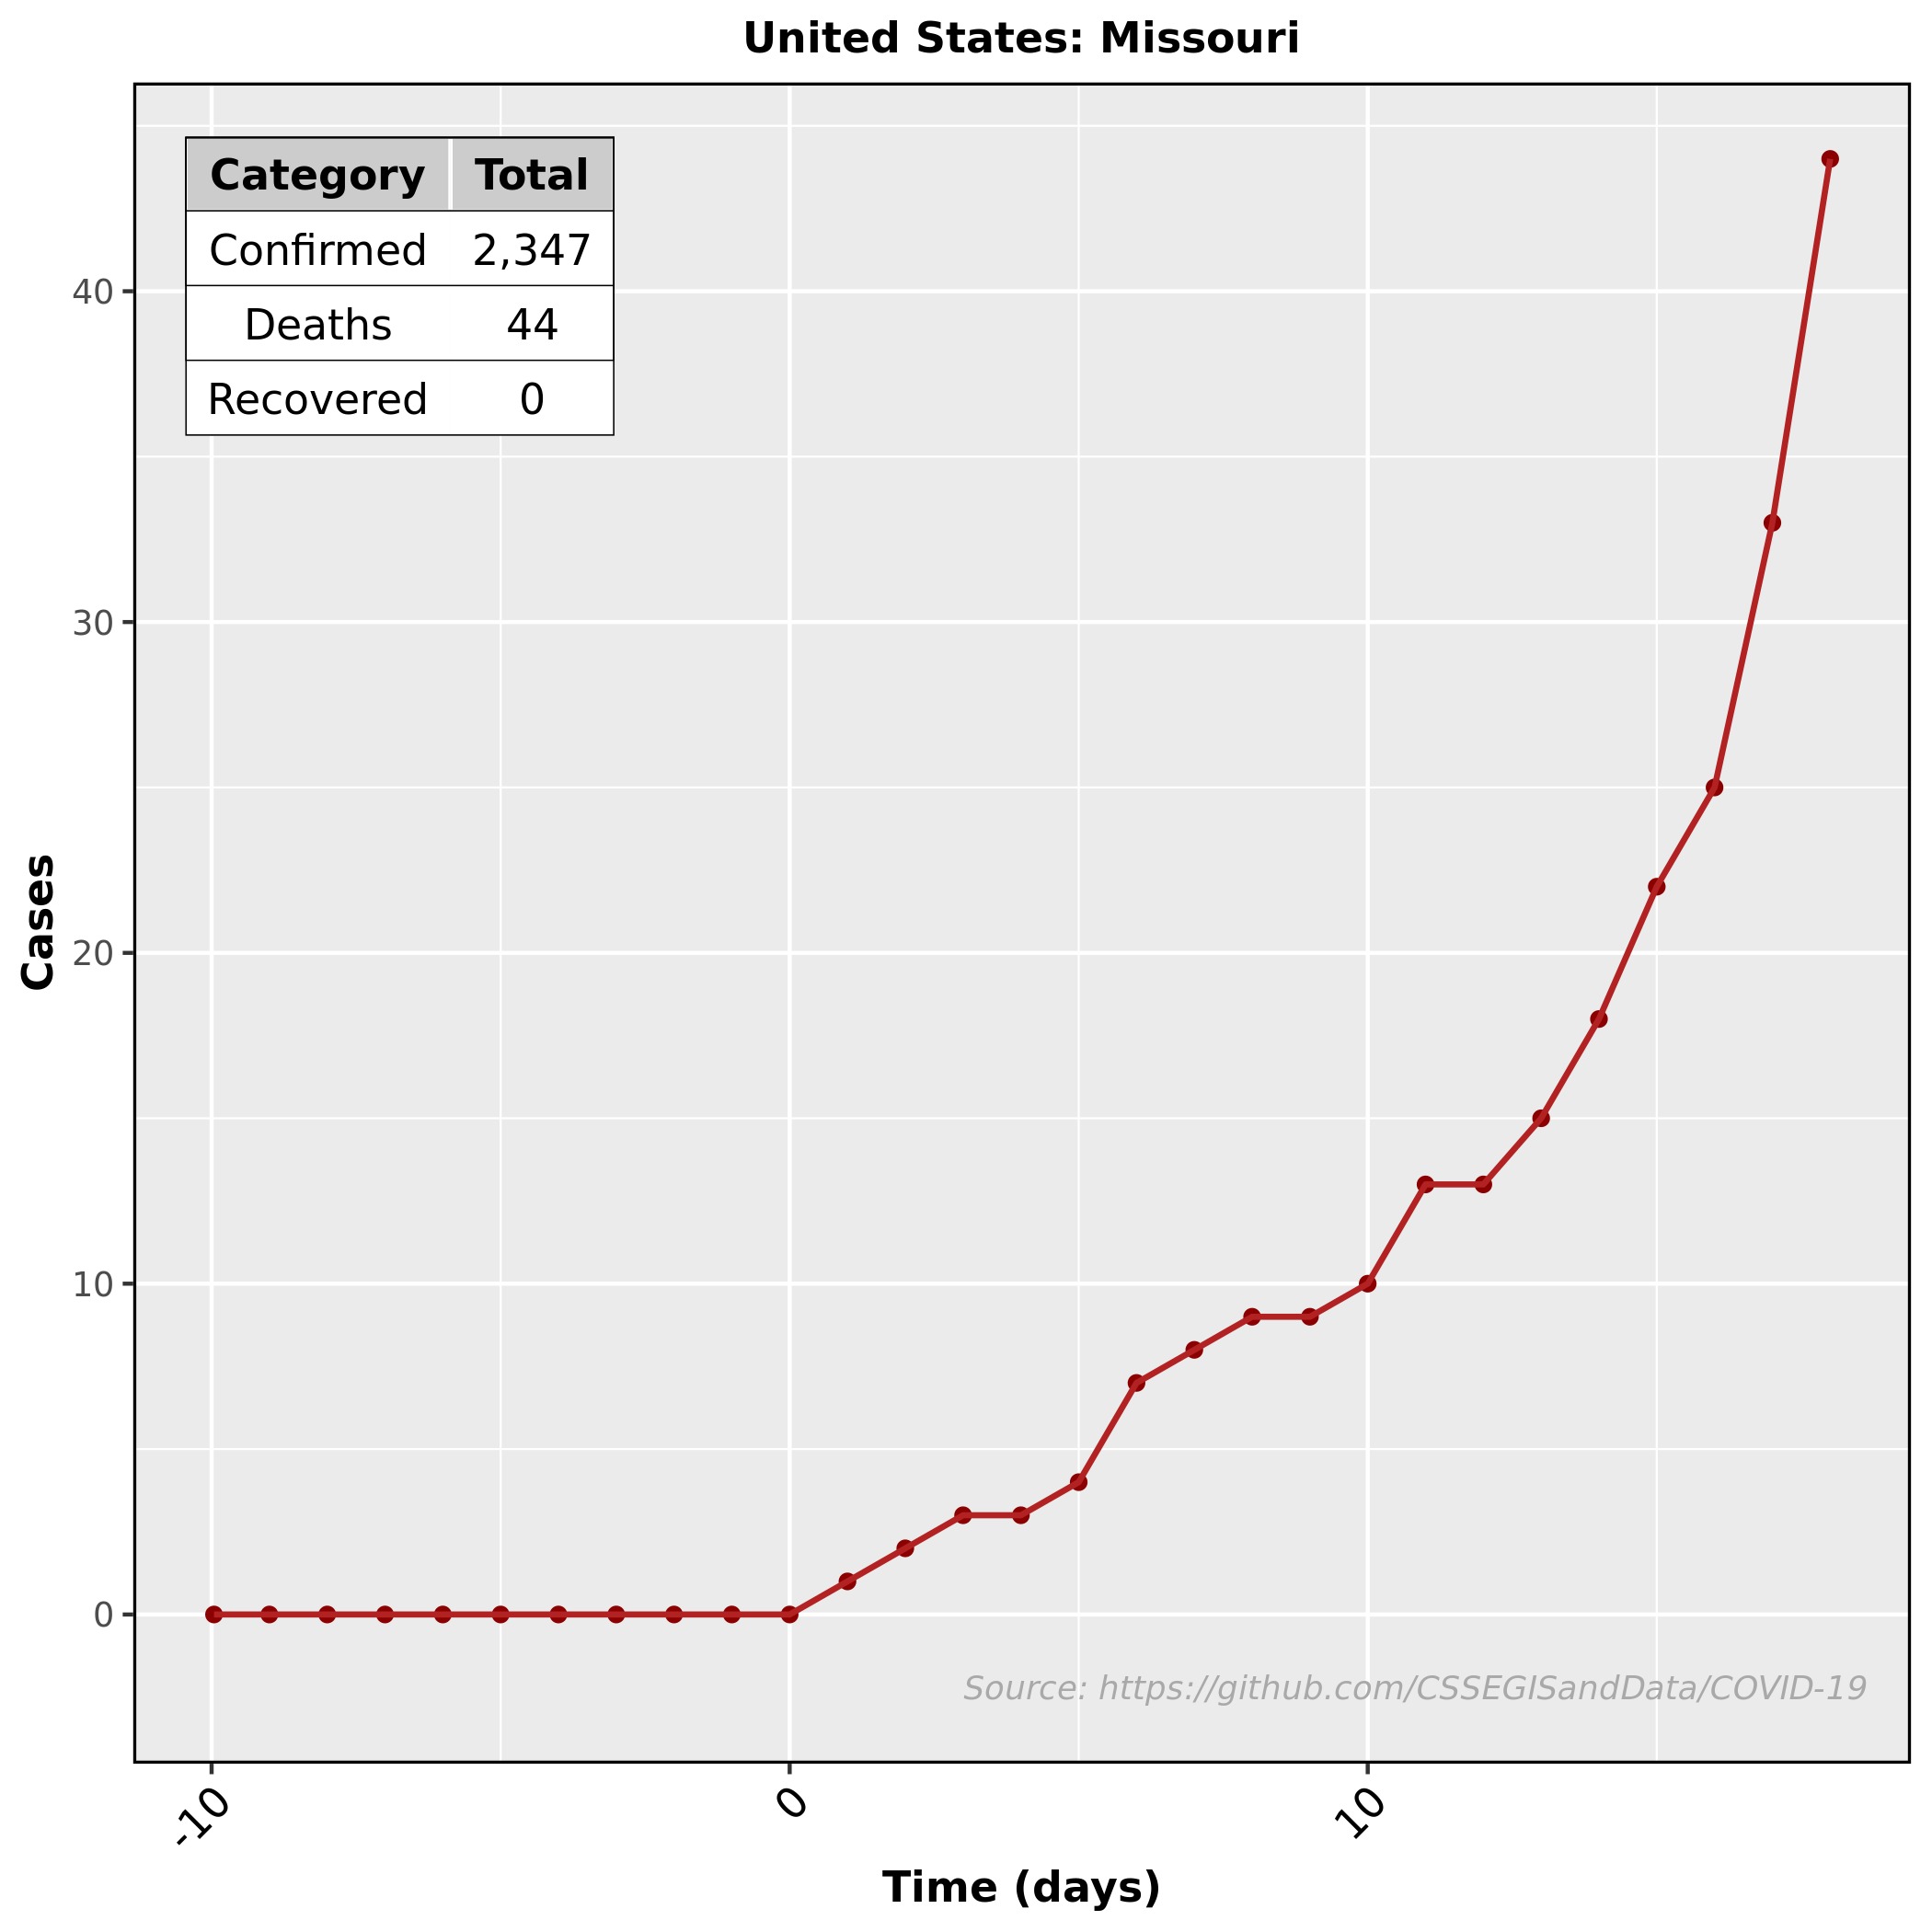 United States: Missouri
Category Total
Confirmed 2,347
Deaths 44
Recovered 0
Cases
40
30
20
10
0
Source: https://github.com/CSSEGISandData/COVID-19
-10 0 10
Time (days)